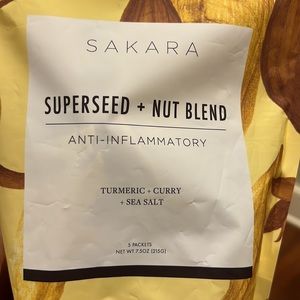 SAKARA
SUPERSEED + NUT BLEND
ANTI-INFLAMMATORY
TURMERIC + CURRY
+ SEA SALT
5 PACKETS
NET WT 7.5OZ (215G)